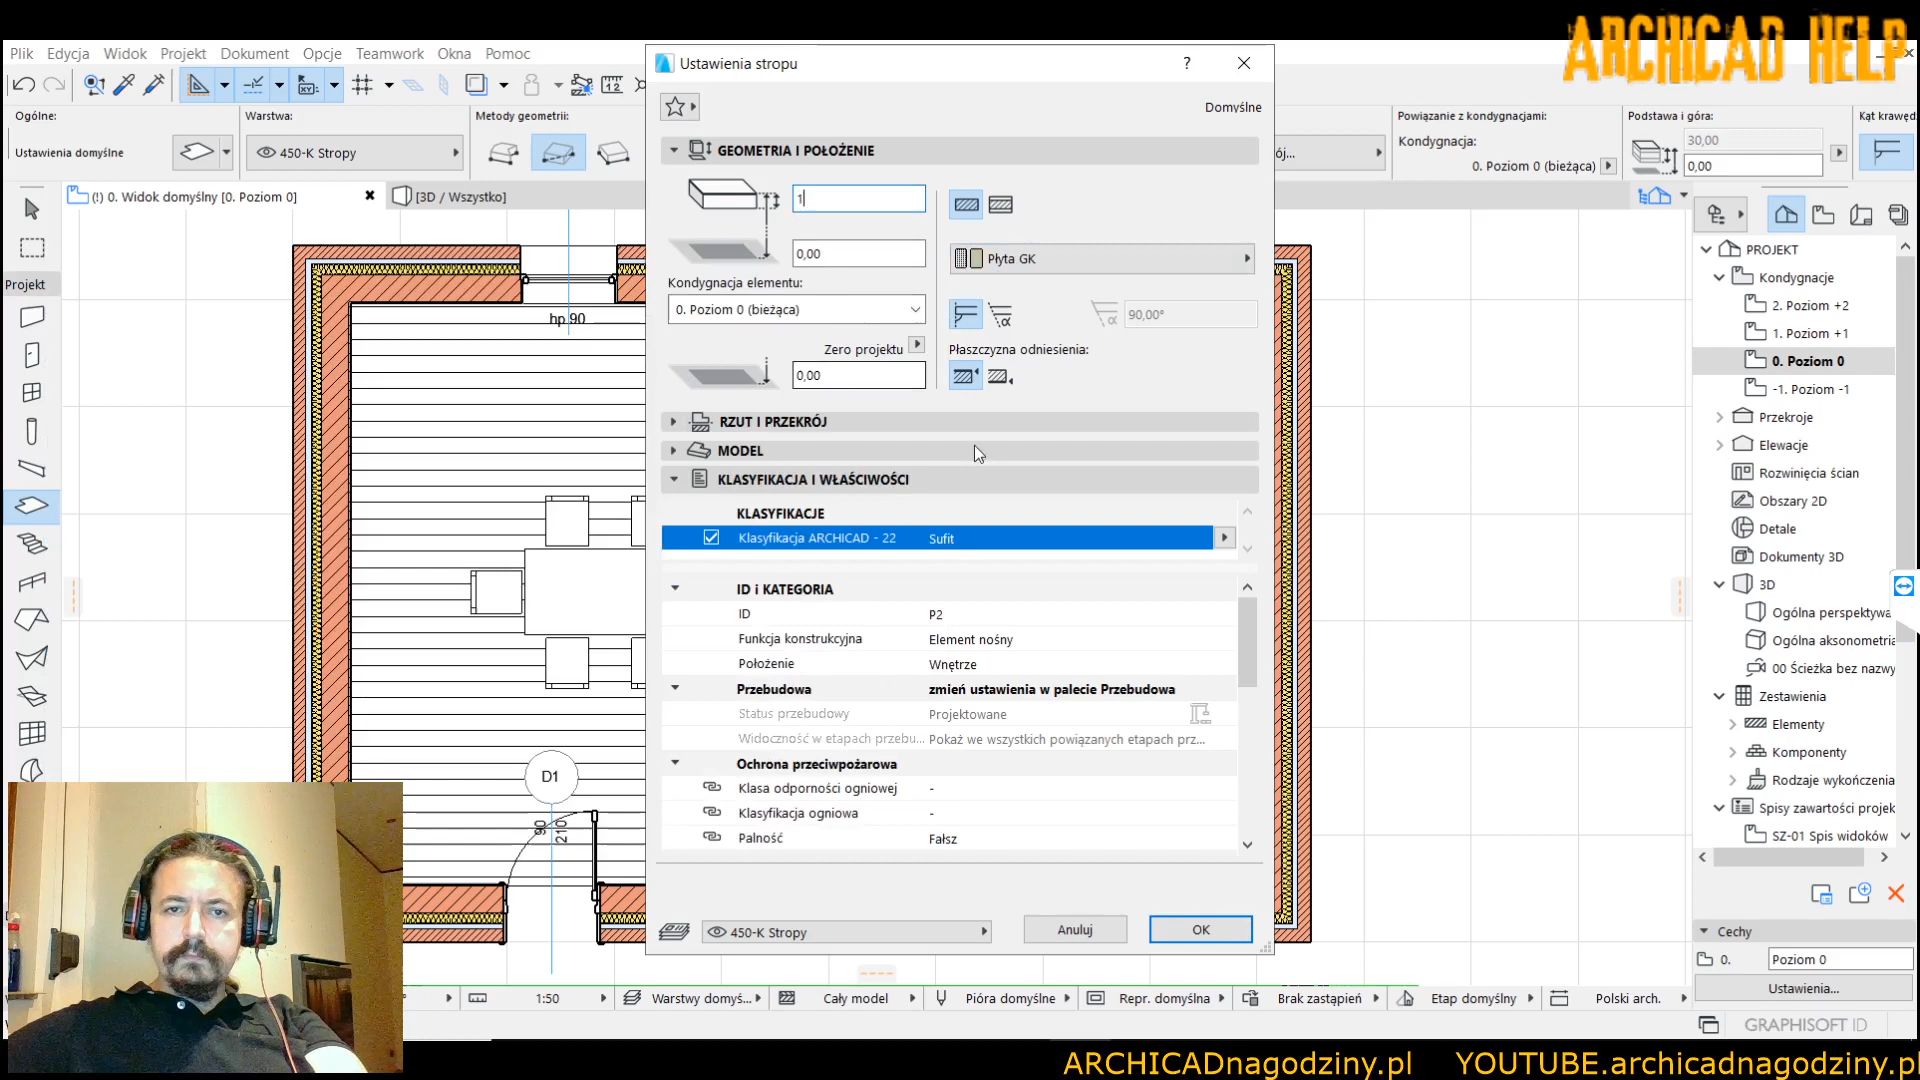 ARCHICAD HELP
Plik Edycja Widok Projekt Dokument Opcje Teamwork Okna Pomoc
Ogólne:
Ustawienia domyślne
Warstwa:
450-K Stropy
Metody geometrii:
Powiązanie z kondygnacjami:
Kondygnacja:
0. Poziom 0 (bieżąca)
Podstawa i góra:
30,00
0,00
Kąt krawęd
(!) 0. Widok domyślny [0. Poziom 0]
[3D / Wszystko]
Projekt
hp 90
D1
90
210
Ustawienia stropu
?
Domyślne
GEOMETRIA I POŁOŻENIE
1
0,00
Kondygnacja elementu:
0. Poziom 0 (bieżąca)
Zero projektu
0,00
Płyta GK
90,00°
Płaszczyzna odniesienia:
RZUT I PRZEKRÓJ
MODEL
KLASYFIKACJA I WŁAŚCIWOŚCI
KLASYFIKACJE
Klasyfikacja ARCHICAD - 22 Sufit
ID i KATEGORIA
ID P2
Funkcja konstrukcyjna Element nośny
Położenie Wnętrze
Przebudowa zmień ustawienia w palecie Przebudowa
Status przebudowy Projektowane
Widoczność w etapach przebu... Pokaż we wszystkich powiązanych etapach prz...
Ochrona przeciwpożarowa
Klasa odporności ogniowej -
Klasyfikacja ogniowa -
Palność Fałsz
450-K Stropy
Anuluj
OK
PROJEKT
Kondygnacje
2. Poziom +2
1. Poziom +1
0. Poziom 0
-1. Poziom -1
Przekroje
Elewacje
Rozwinięcia ścian
Obszary 2D
Detale
Dokumenty 3D
3D
Ogólna perspektywa
Ogólna aksonometria
00 Ścieżka bez nazwy
Zestawienia
Elementy
Komponenty
Rodzaje wykończenia
Spisy zawartości projek
SZ-01 Spis widoków
Cechy
0. Poziom 0
Ustawienia...
1:50
Warstwy domyś...
Cały model
Pióra domyślne
Repr. domyślna
Brak zastąpień
Etap domyślny
Polski arch.
GRAPHISOFT ID
ARCHICADnagodziny.pl YOUTUBE.archicadnagodziny.pl